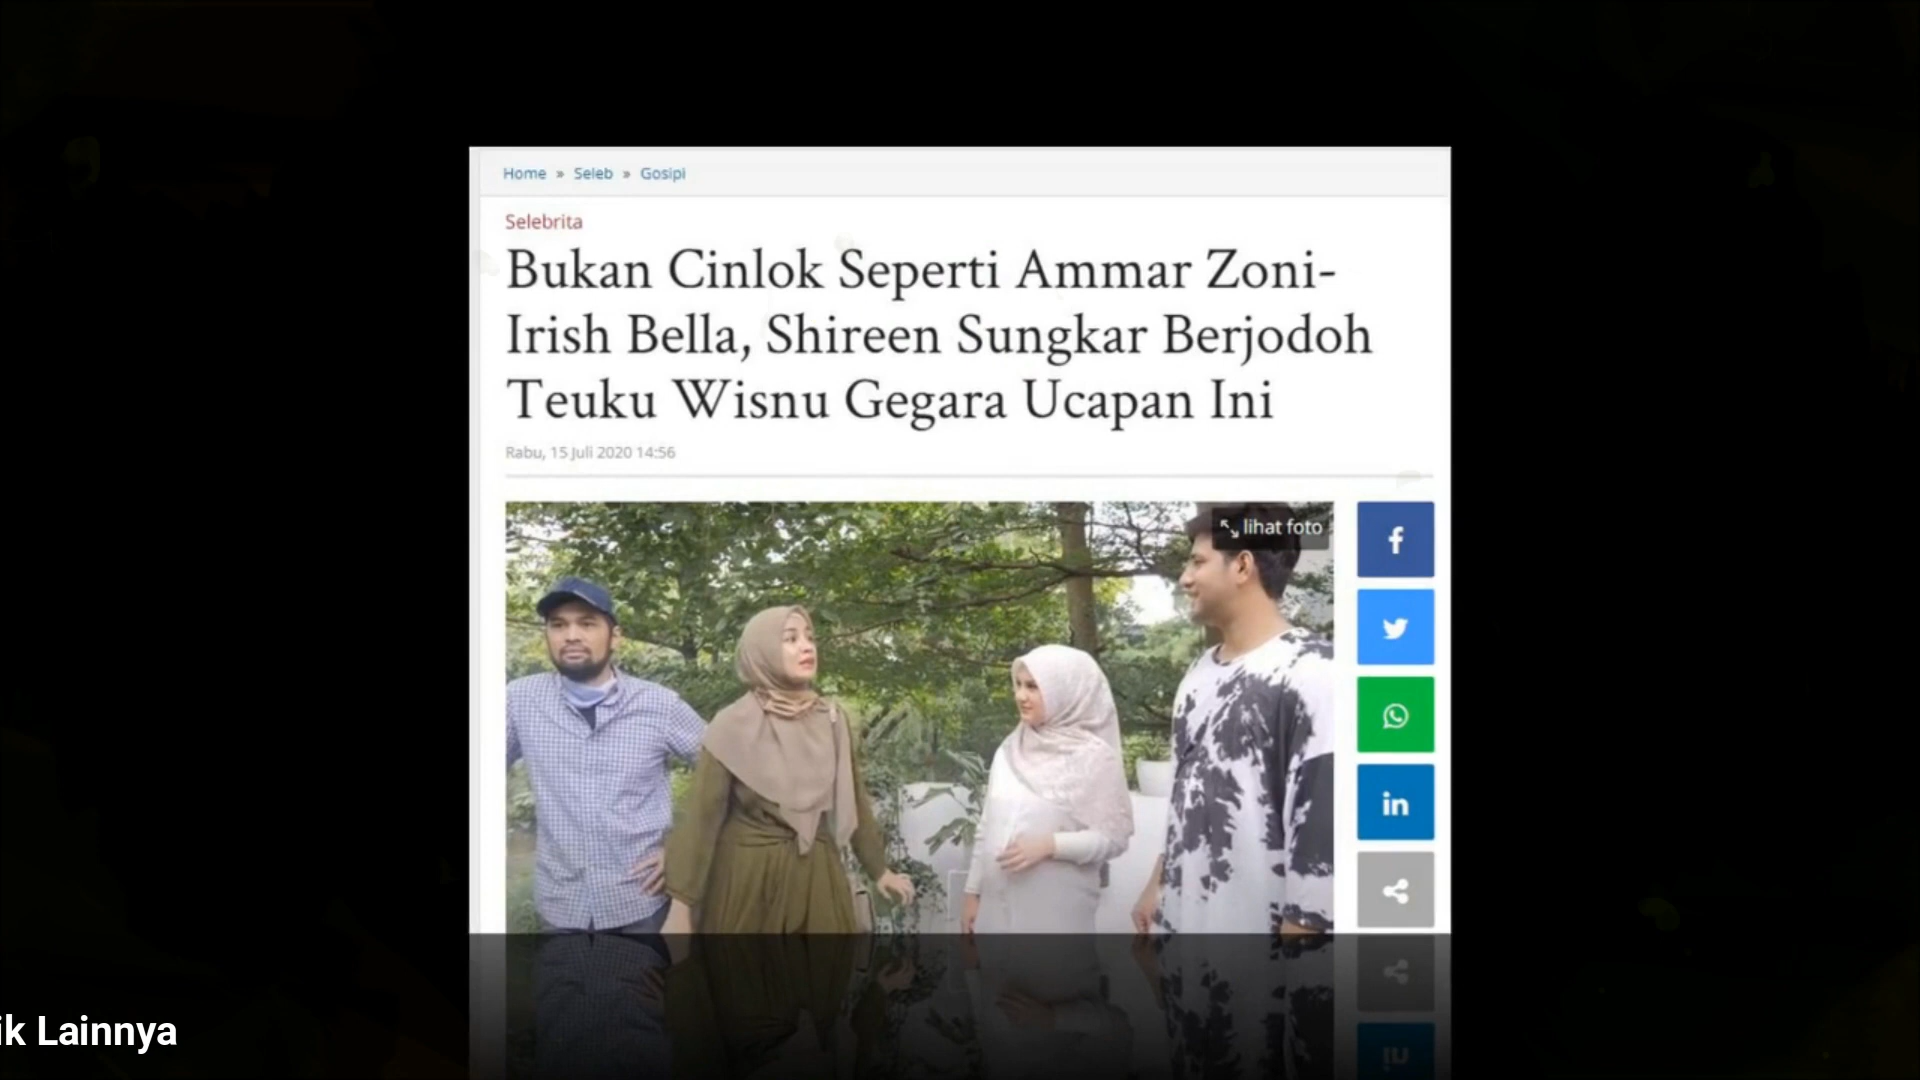 Home » Seleb » Gosipi
Selebrita
Bukan Cinlok Seperti Ammar Zoni-
Irish Bella, Shireen Sungkar Berjodoh
Teuku Wisnu Gegara Ucapan Ini
Rabu, 15 Juli 2020 14:56
lihat foto
f
in
ik Lainnya